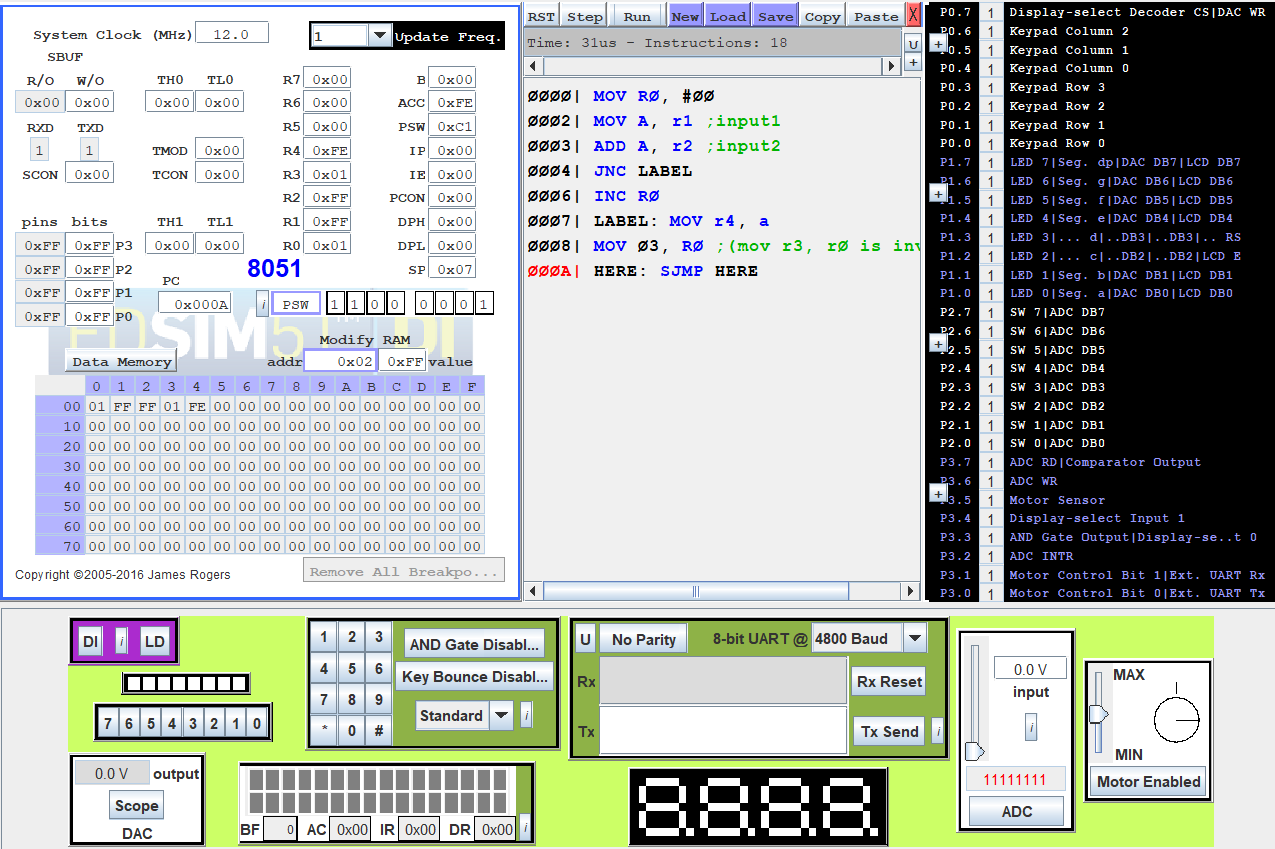 System Clock (MHz) 12.0 1 Update Freq.
SBUF
R/O W/O TH0 TL0 R7 0x00 B 0x00
0x00 0x00 0x00 0x00 R6 0x00 ACC 0xFE
RXD TXD R5 0x00 PSW 0xC1
1 1 TMOD 0x00 R4 0xFE IP 0x00
SCON 0x00 TCON 0x00 R3 0x01 IE 0x00
R2 0xFF PCON 0x00
pins bits TH1 TL1 R1 0xFF DPH 0x00
0xFF 0xFF P3 0x00 0x00 R0 0x01 DPL 0x00
0xFF 0xFF P2 8051 SP 0x07
0xFF 0xFF P1 PC
0xFF 0xFF P0 0x000A i PSW 1 1 0 0 0 0 0 1
Modify RAM
Data Memory addr 0x02 0xFF value
0 1 2 3 4 5 6 7 8 9 A B C D E F
00 01 FF FF 01 FE 00 00 00 00 00 00 00 00 00 00 00
10 00 00 00 00 00 00 00 00 00 00 00 00 00 00 00 00
20 00 00 00 00 00 00 00 00 00 00 00 00 00 00 00 00
30 00 00 00 00 00 00 00 00 00 00 00 00 00 00 00 00
40 00 00 00 00 00 00 00 00 00 00 00 00 00 00 00 00
50 00 00 00 00 00 00 00 00 00 00 00 00 00 00 00 00
60 00 00 00 00 00 00 00 00 00 00 00 00 00 00 00 00
70 00 00 00 00 00 00 00 00 00 00 00 00 00 00 00 00
Copyright ©2005-2016 James Rogers Remove All Breakpo...
RST Step Run New Load Save Copy Paste X
Time: 31us - Instructions: 18 U
+
0000| MOV R0, #00
0002| MOV A, r1 ;input1
0003| ADD A, r2 ;input2
0004| JNC LABEL
0006| INC R0
0007| LABEL: MOV r4, a
0008| MOV 03, R0 ;(mov r3, r0 is inv
000A| HERE: SJMP HERE
P0.7 1 Display-select Decoder CS|DAC WR
P0.6 1 Keypad Column 2
+ P0.5 1 Keypad Column 1
P0.4 1 Keypad Column 0
P0.3 1 Keypad Row 3
P0.2 1 Keypad Row 2
P0.1 1 Keypad Row 1
P0.0 1 Keypad Row 0
P1.7 1 LED 7|Seg. dp|DAC DB7|LCD DB7
P1.6 1 LED 6|Seg. g|DAC DB6|LCD DB6
+ P1.5 1 LED 5|Seg. f|DAC DB5|LCD DB5
P1.4 1 LED 4|Seg. e|DAC DB4|LCD DB4
P1.3 1 LED 3|... d|..DB3|..DB3|.. RS
P1.2 1 LED 2|... c|..DB2|..DB2|LCD E
P1.1 1 LED 1|Seg. b|DAC DB1|LCD DB1
P1.0 1 LED 0|Seg. a|DAC DB0|LCD DB0
P2.7 1 SW 7|ADC DB7
P2.6 1 SW 6|ADC DB6
+ P2.5 1 SW 5|ADC DB5
P2.4 1 SW 4|ADC DB4
P2.3 1 SW 3|ADC DB3
P2.2 1 SW 2|ADC DB2
P2.1 1 SW 1|ADC DB1
P2.0 1 SW 0|ADC DB0
P3.7 1 ADC RD|Comparator Output
P3.6 1 ADC WR
+ P3.5 1 Motor Sensor
P3.4 1 Display-select Input 1
P3.3 1 AND Gate Output|Display-se..t 0
P3.2 1 ADC INTR
P3.1 1 Motor Control Bit 1|Ext. UART Rx
P3.0 1 Motor Control Bit 0|Ext. UART Tx
DI i LD
7 6 5 4 3 2 1 0
0.0 V output
Scope
DAC
1 2 3
4 5 6
7 8 9
* 0 #
AND Gate Disabl...
Key Bounce Disabl...
Standard i
BF 0 AC 0x00 IR 0x00 DR 0x00 i
U No Parity 8-bit UART @ 4800 Baud
Rx Rx Reset
Tx Tx Send i
8.8.8.8.
0.0 V
input
i
11111111
ADC
MAX
MIN
Motor Enabled